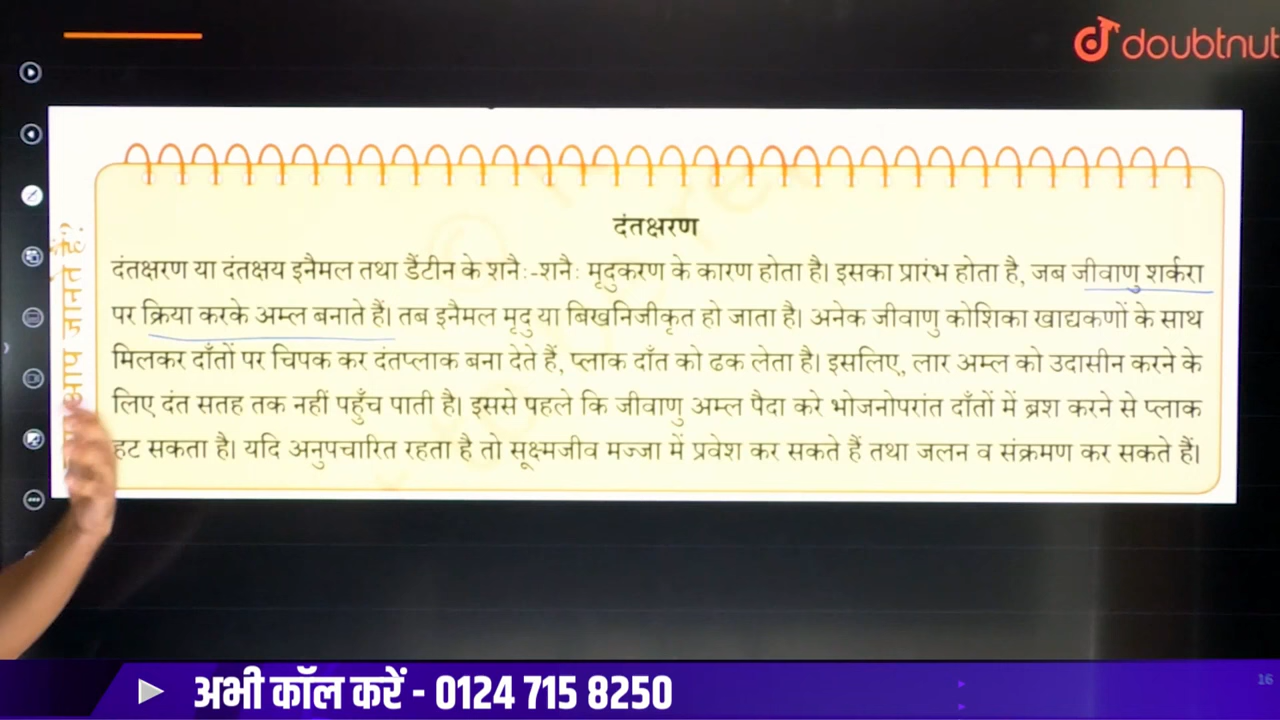 doubtnut
आप जानते हैं?
दंतक्षरण
दंतक्षरण या दंतक्षय इनैमल तथा डैंटीन के शनैः-शनैः मृदुकरण के कारण होता है। इसका प्रारंभ होता है, जब जीवाणु शर्करा
पर क्रिया करके अम्ल बनाते हैं। तब इनैमल मृदु या बिखनिजीकृत हो जाता है। अनेक जीवाणु कोशिका खाद्यकणों के साथ
मिलकर दाँतों पर चिपक कर दंतप्लाक बना देते हैं, प्लाक दाँत को ढक लेता है। इसलिए, लार अम्ल को उदासीन करने के
लिए दंत सतह तक नहीं पहुँच पाती है। इससे पहले कि जीवाणु अम्ल पैदा करे भोजनोपरांत दाँतों में ब्रश करने से प्लाक
हट सकता है। यदि अनुपचारित रहता है तो सूक्ष्मजीव मज्जा में प्रवेश कर सकते हैं तथा जलन व संक्रमण कर सकते हैं।
अभी कॉल करें - 0124 715 8250
16